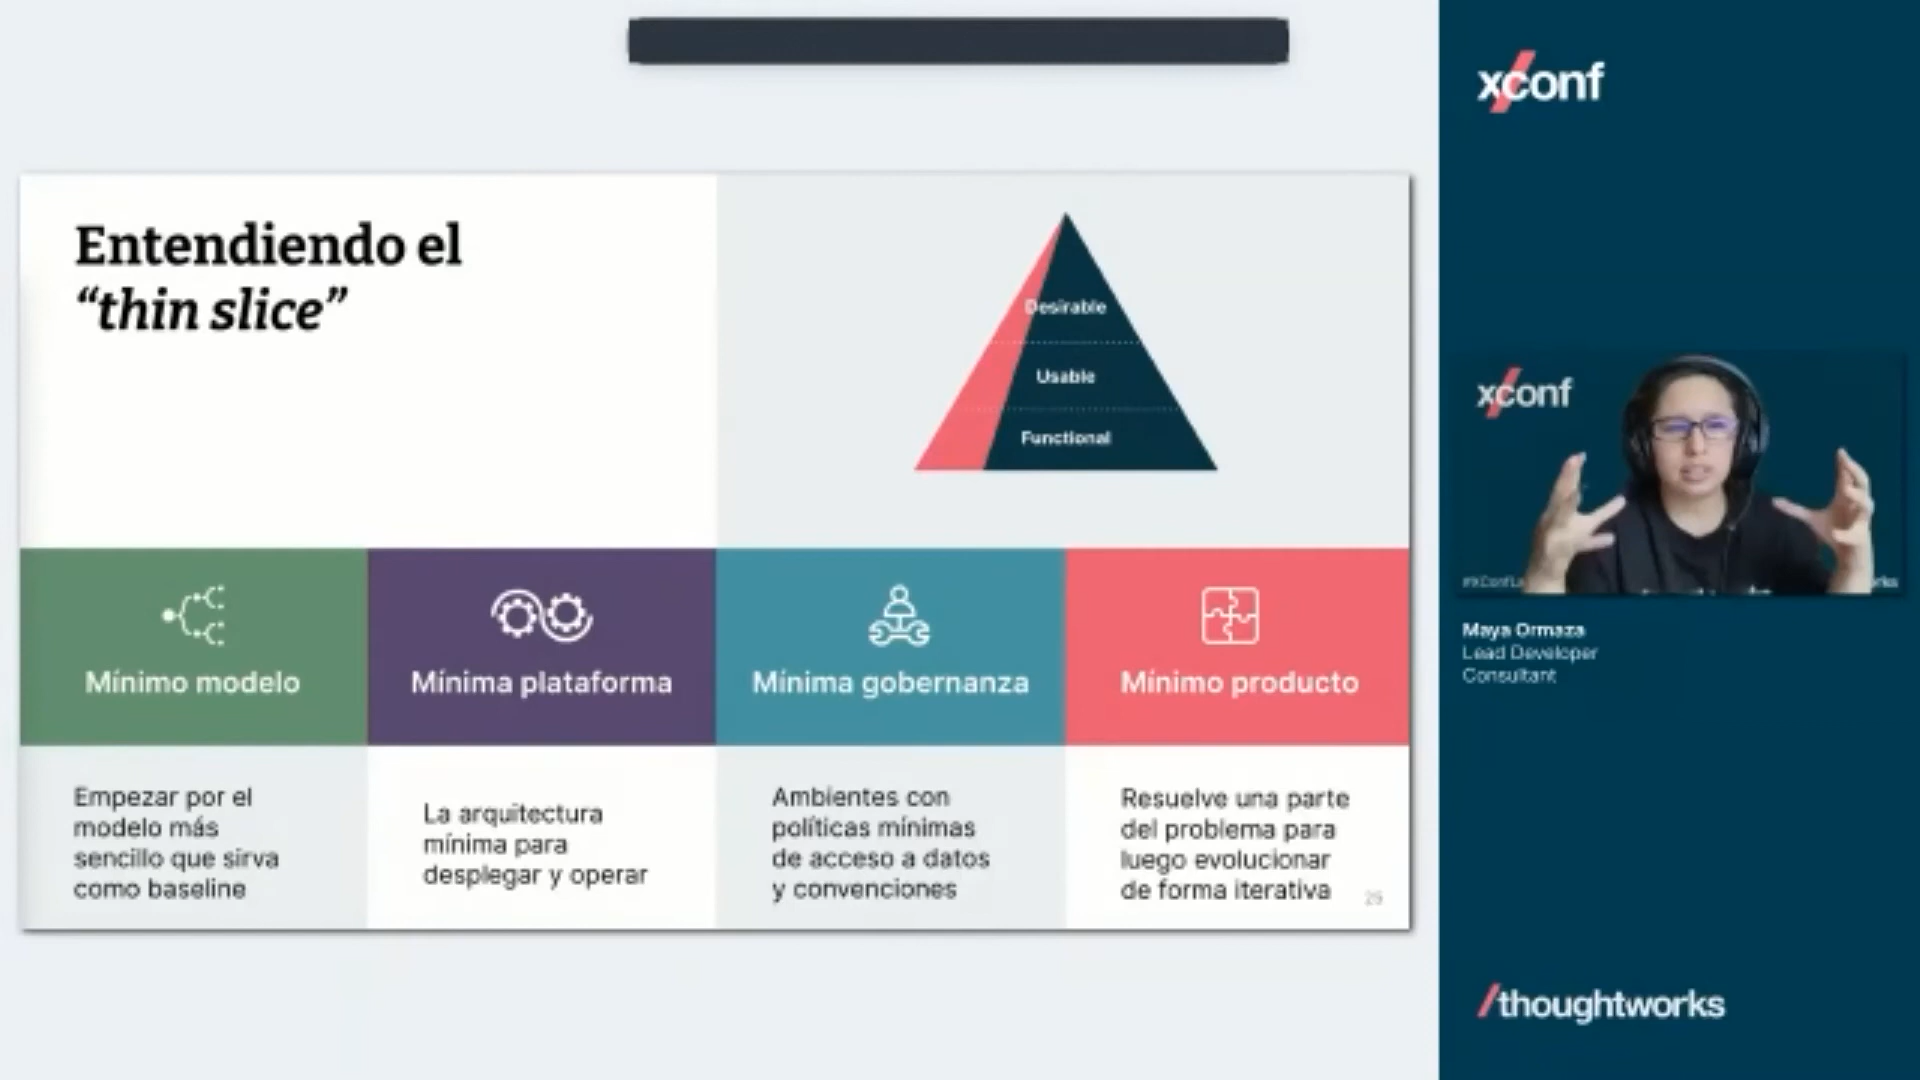 xconf
Entendiendo el
“thin slice”
Desirable
Usable
Functional
Mínimo modelo
Mínima plataforma
Mínima gobernanza
Mínimo producto
Empezar por el
modelo más
sencillo que sirva
como baseline
La arquitectura
mínima para
desplegar y operar
Ambientes con
políticas mínimas
de acceso a datos
y convenciones
Resuelve una parte
del problema para
luego evolucionar
de forma iterativa
xconf
Maya Ormaza
Lead Developer
Consultant
/thoughtworks